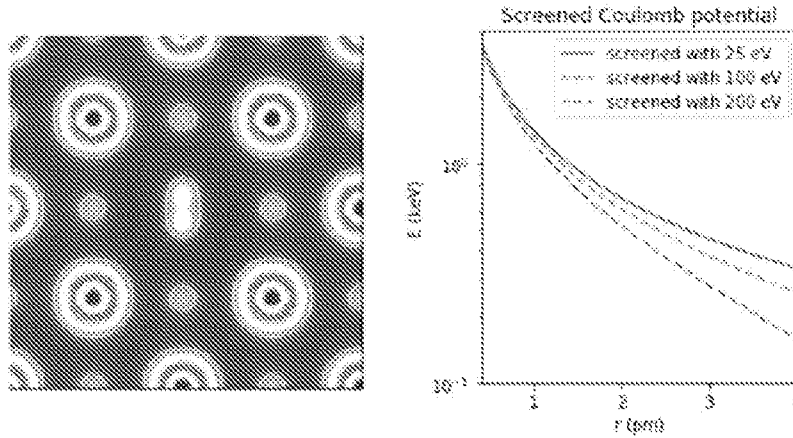 Screened Coulomb potential
screened with 25 eV
screened with 100 eV
screened with 200 eV
E (keV)
10⁰
10⁻¹
1
2
3
r (pm)